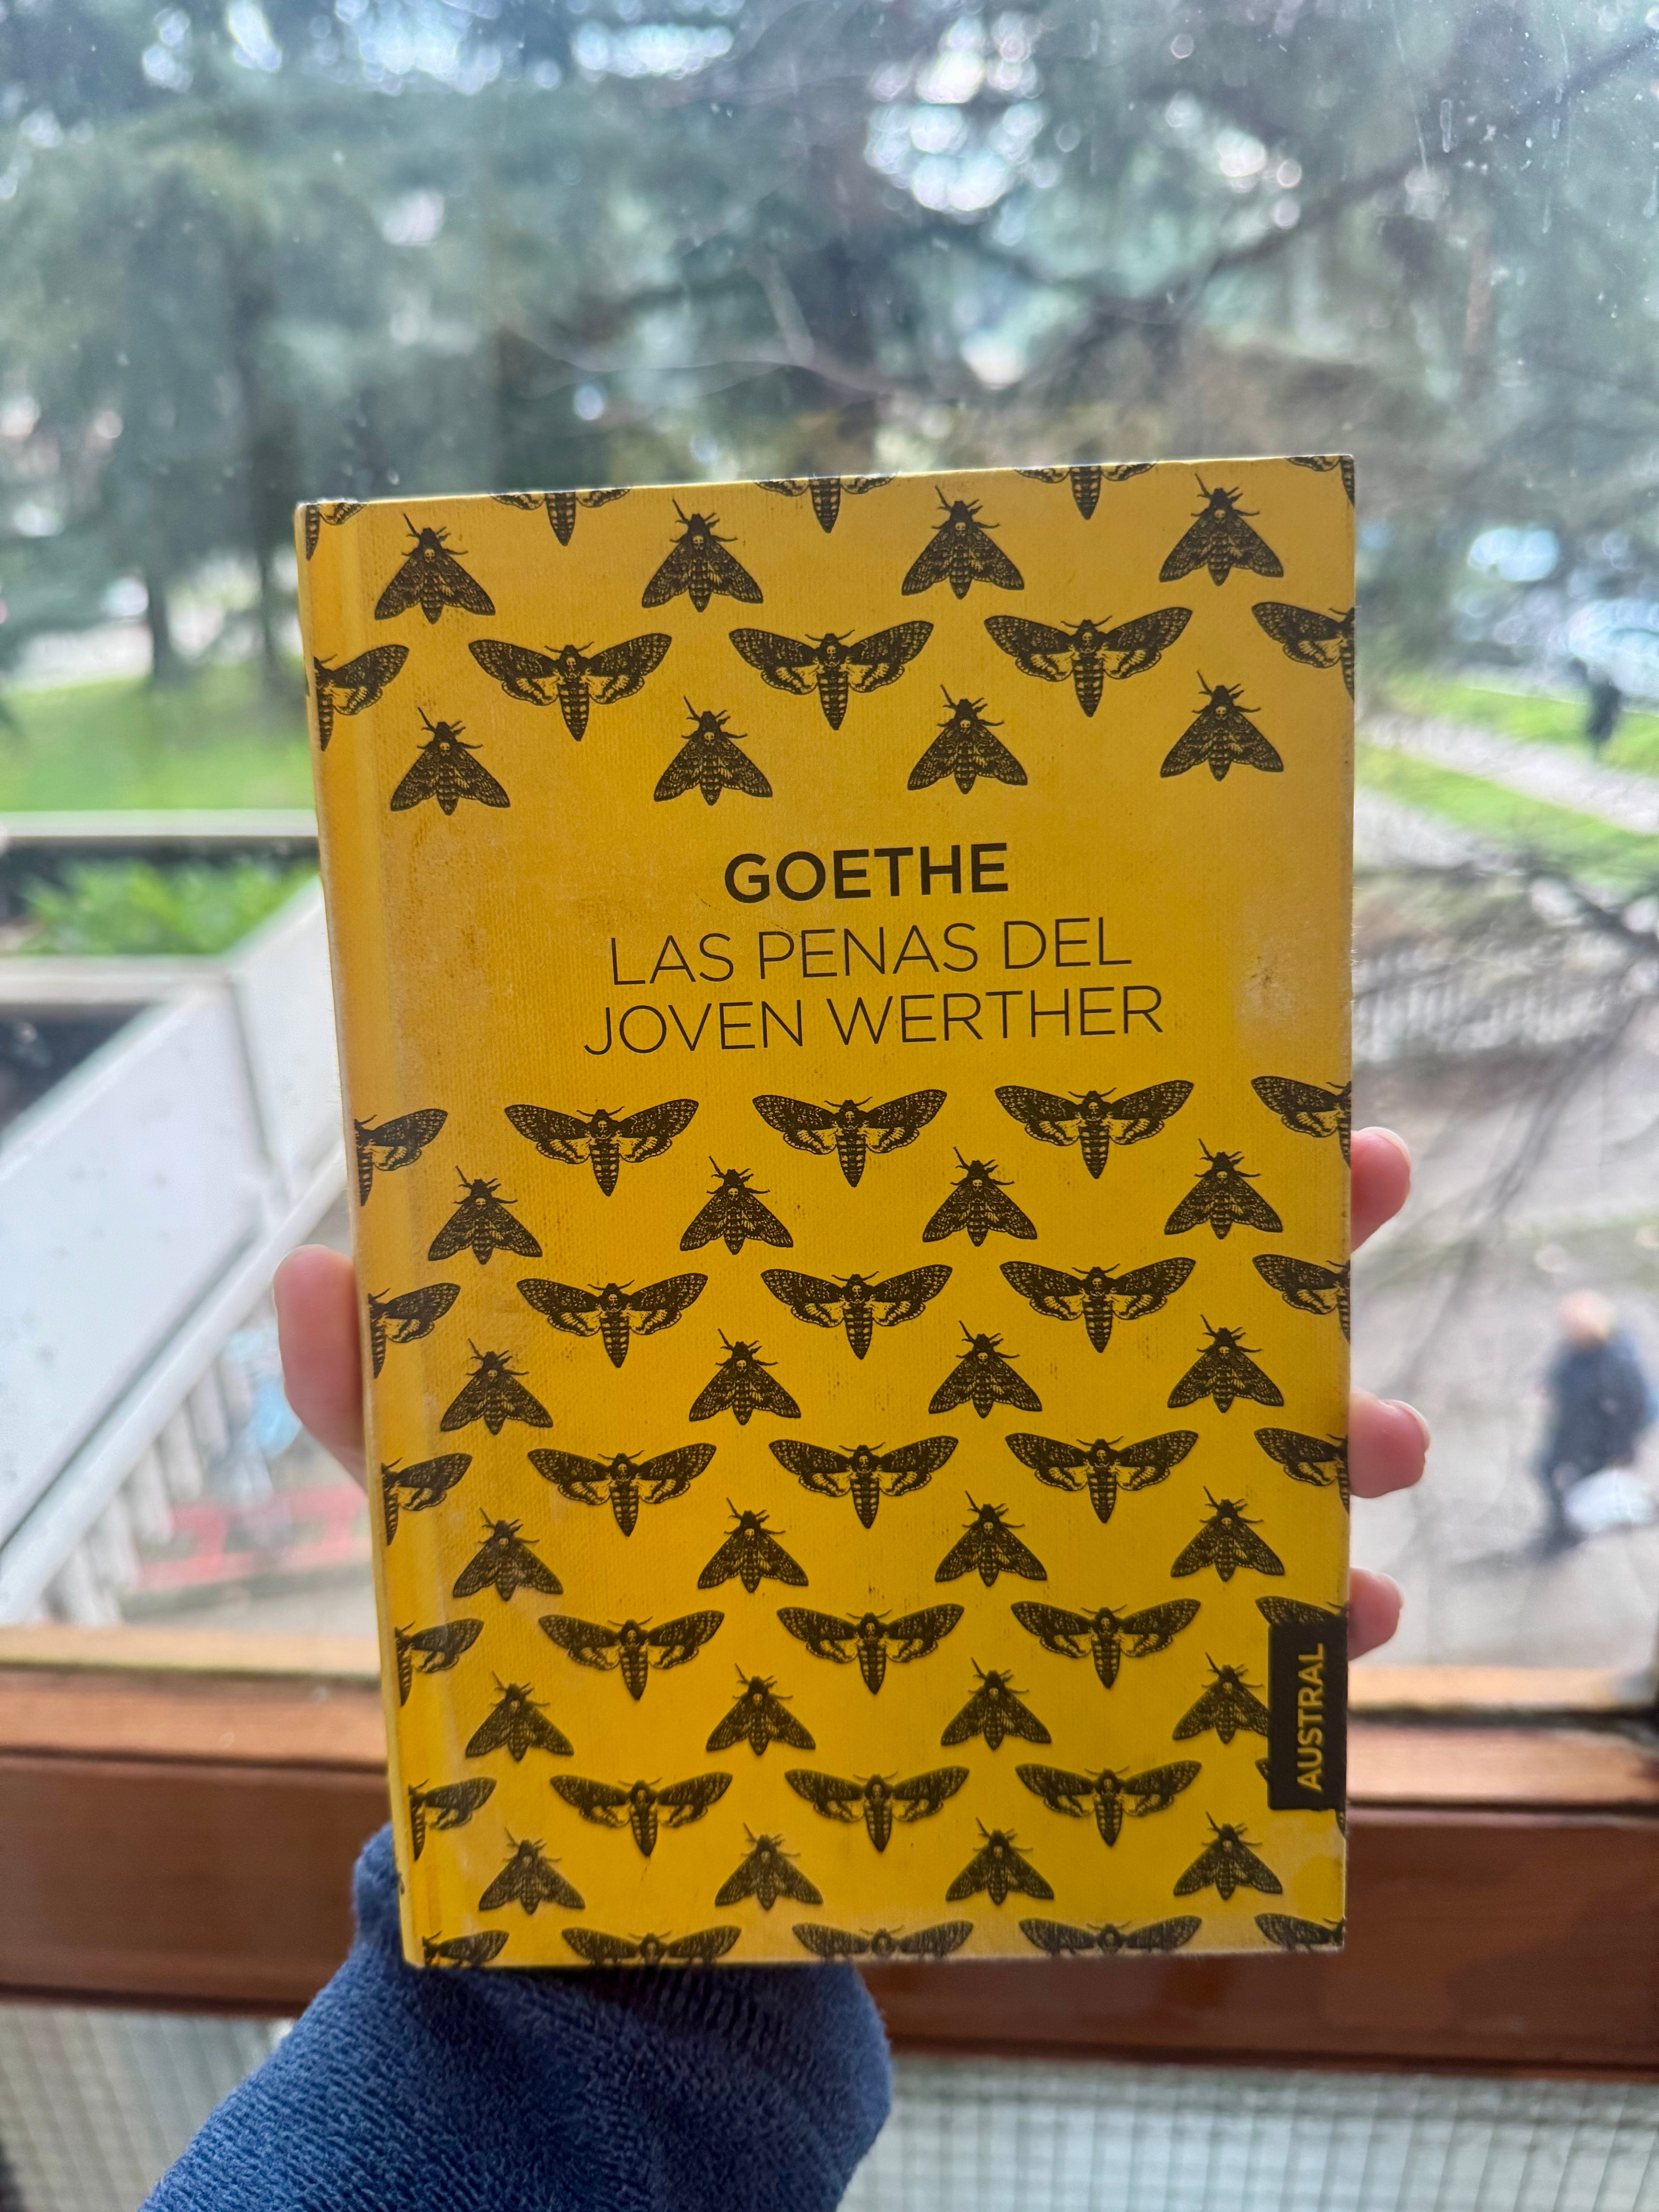 GOETHE
LAS PENAS DEL
JOVEN WERTHER
AUSTRAL